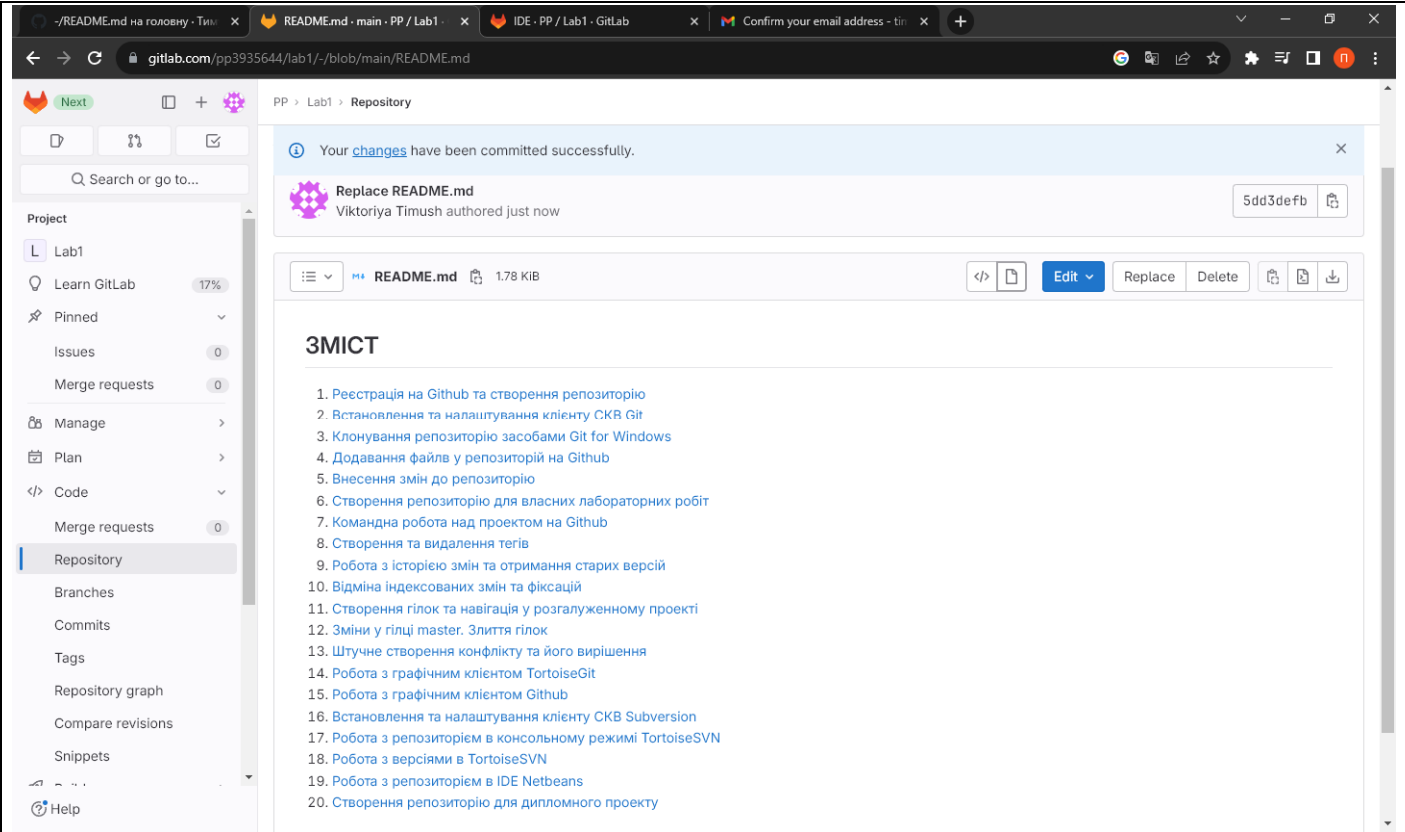 -/README.md на головну · Тим
README.md · main · PP / Lab1 ·
IDE · PP / Lab1 · GitLab
Confirm your email address - tim
gitlab.com/pp3935644/lab1/-/blob/main/README.md
П
Next
PP > Lab1 > Repository
Your changes have been committed successfully.
Search or go to...
Replace README.md
Viktoriya Timush authored just now
5dd3defb
Project
L Lab1
Learn GitLab 17%
Pinned
Issues 0
Merge requests 0
Manage
Plan
Code
Merge requests 0
Repository
Branches
Commits
Tags
Repository graph
Compare revisions
Snippets
Help
README.md 1.78 KiB
Edit
Replace
Delete
ЗМІСТ
1. Реєстрація на Github та створення репозиторію
2. Встановлення та налаштування клієнту СКВ Git
3. Клонування репозиторію засобами Git for Windows
4. Додавання файлв у репозиторій на Github
5. Внесення змін до репозиторію
6. Створення репозиторію для власних лабораторних робіт
7. Командна робота над проектом на Github
8. Створення та видалення тегів
9. Робота з історією змін та отримання старих версій
10. Відміна індексованих змін та фіксацій
11. Створення гілок та навігація у розгалуженному проекті
12. Зміни у гілці master. Злиття гілок
13. Штучне створення конфлікту та його вирішення
14. Робота з графічним клієнтом TortoiseGit
15. Робота з графічним клієнтом Github
16. Встановлення та налаштування клієнту СКВ Subversion
17. Робота з репозиторієм в консольному режимі TortoiseSVN
18. Робота з версіями в TortoiseSVN
19. Робота з репозиторієм в IDE Netbeans
20. Створення репозиторію для дипломного проекту